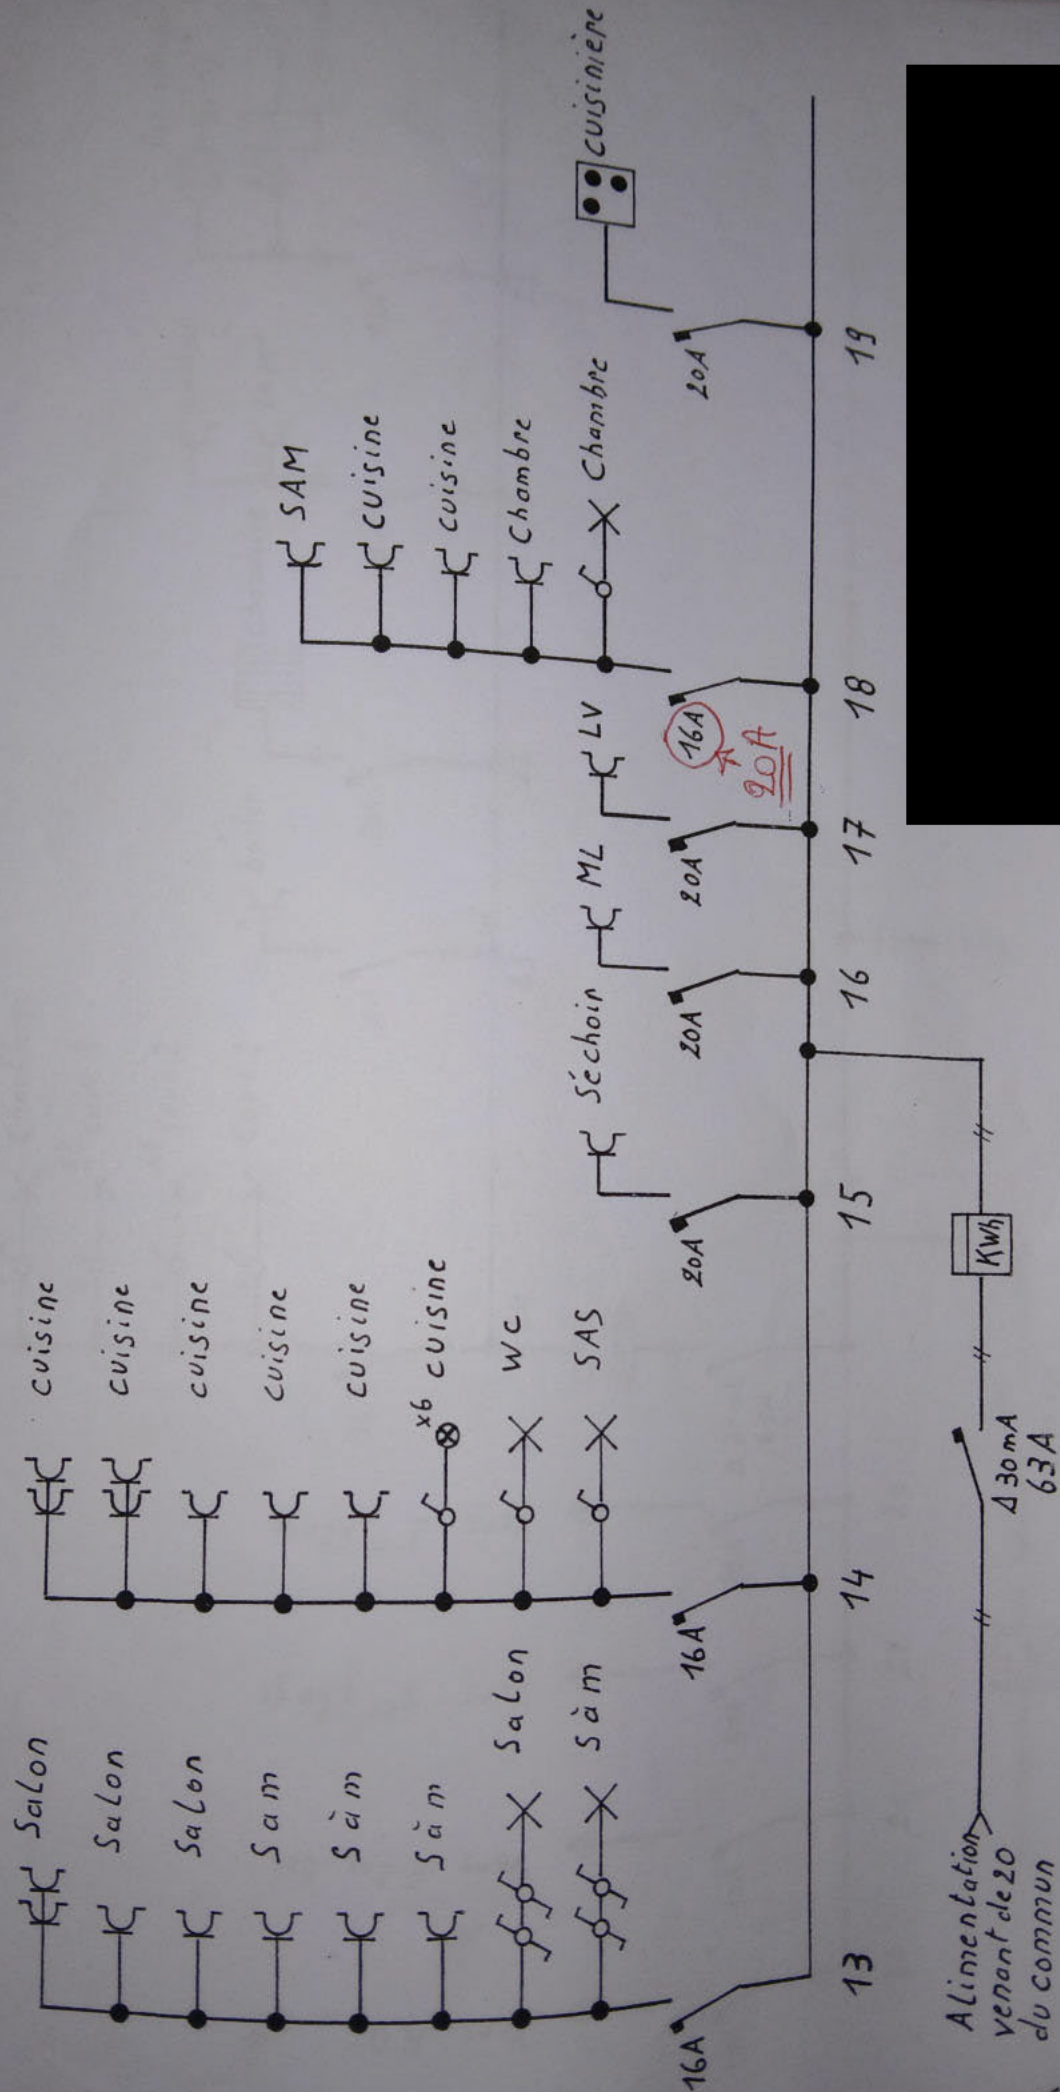 Salon
Salon
Salon
Sam
Sàm
Sàm
Salon
Sàm
16A
13
cuisine
cuisine
cuisine
cuisine
cuisine
x6 cuisine
WC
SAS
16A
14
Séchoir
20A
15
ML
20A
16
LV
20A
17
SAM
cuisine
cuisine
Chambre
Chambre
16A
20A
18
cuisinière
20A
19
Alimentation
venant de 20
du commun
Δ 30mA
63A
KWh